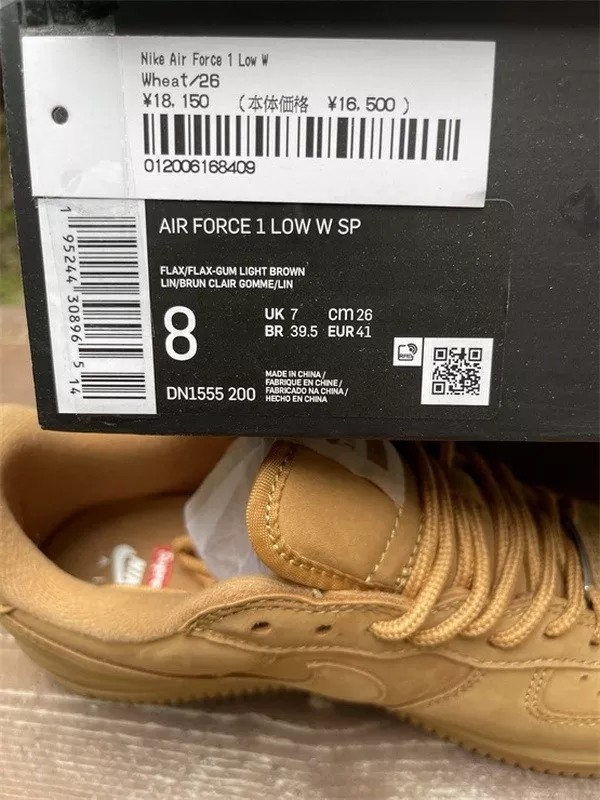 Nike Air Force 1 Low W
Wheat/26
¥18.150 (本体価格 ¥16.500 )
012006168409
AIR FORCE 1 LOW W SP
FLAX/FLAX-GUM LIGHT BROWN
LIN/BRUN CLAIR GOMME/LIN
8
UK 7 cm 26
BR 39.5 EUR 41
RFID
MADE IN CHINA /
FABRIQUE EN CHINE /
FABRICADO NA CHINA /
HECHO EN CHINA
DN1555 200
1 95244 30896 5 14
NIKE
Supreme